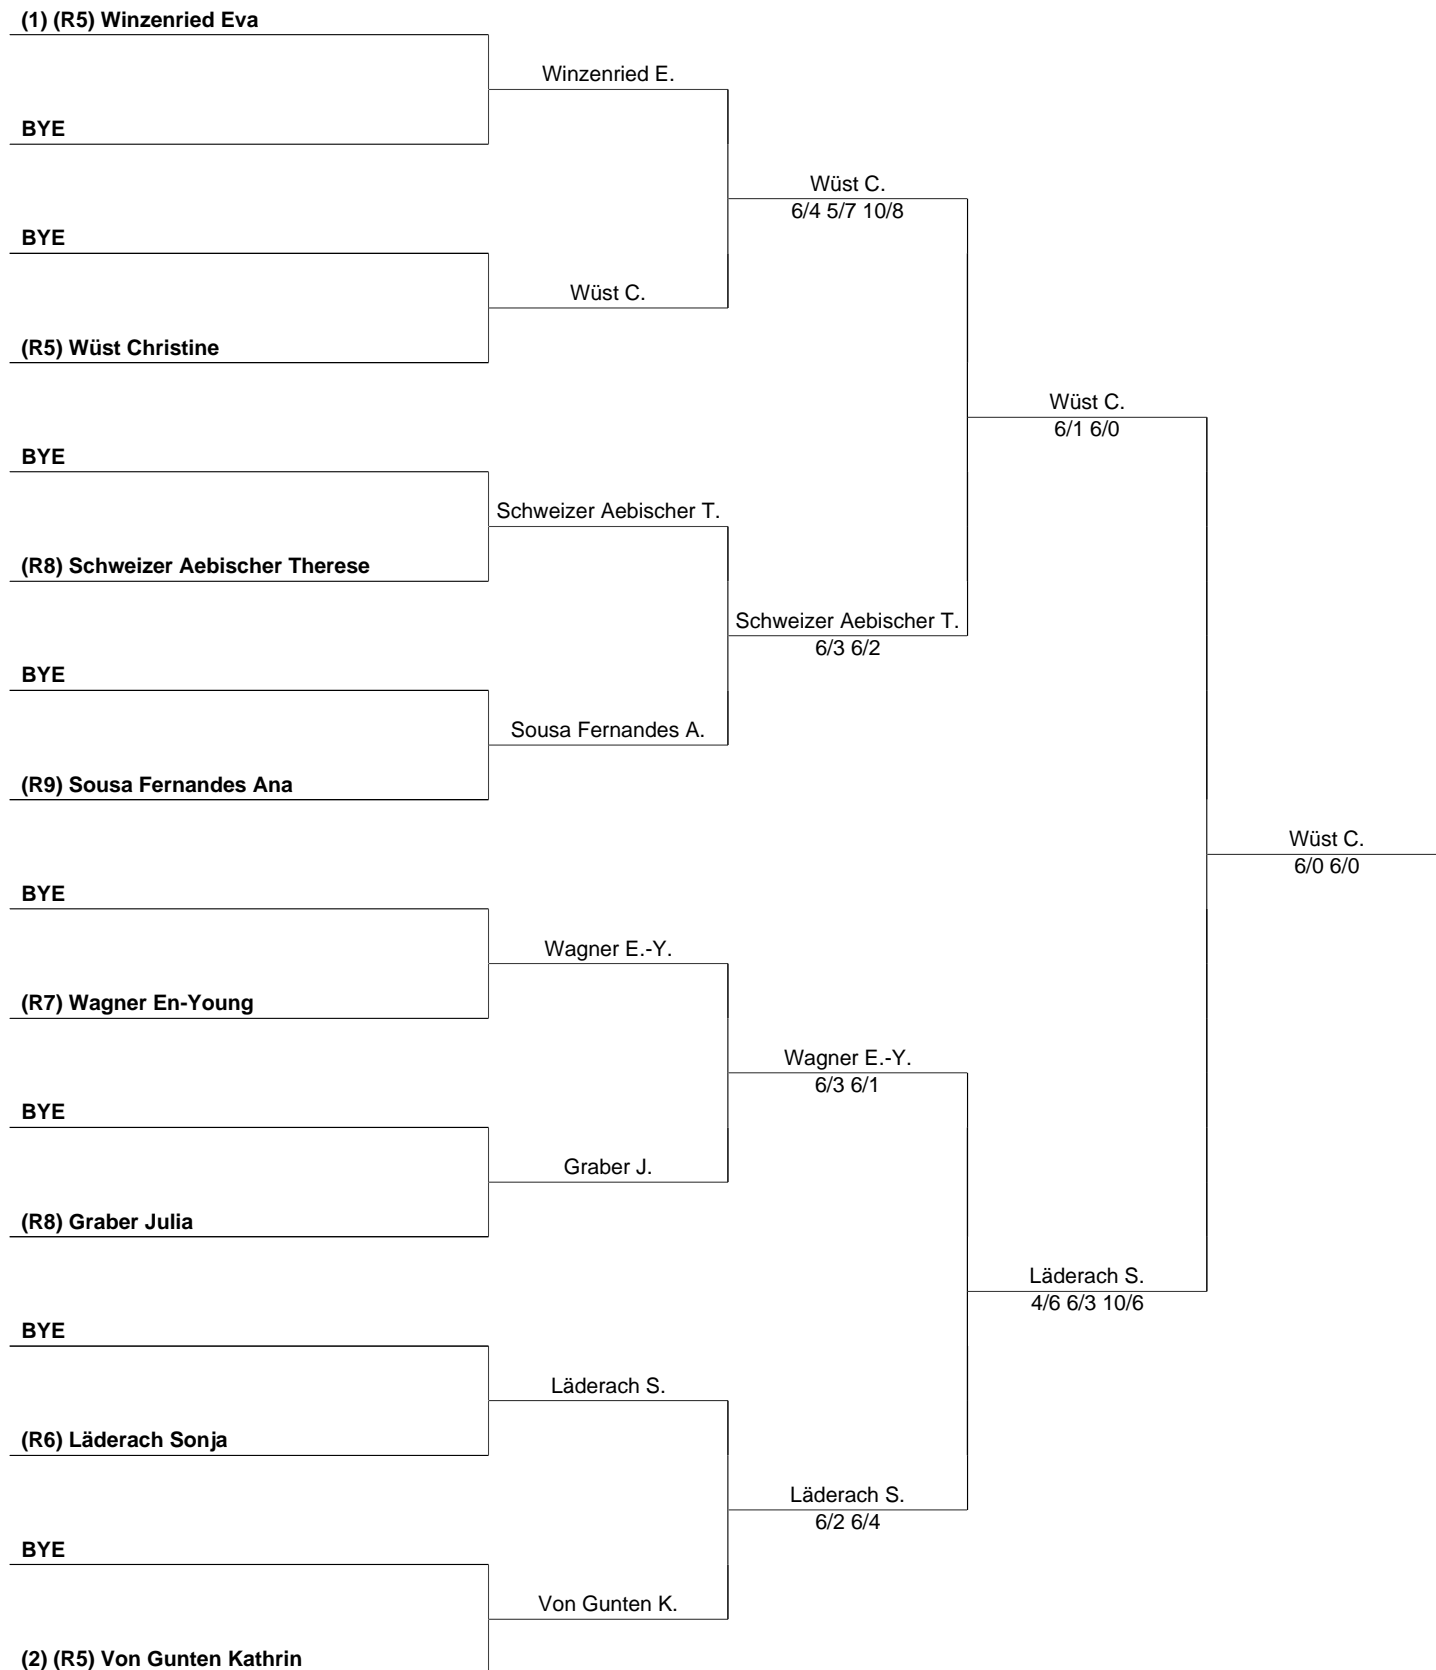 (1) (R5) Winzenried Eva
Winzenried E.
BYE
Wüst C.
6/4 5/7 10/8
BYE
Wüst C.
(R5) Wüst Christine
Wüst C.
6/1 6/0
BYE
Schweizer Aebischer T.
(R8) Schweizer Aebischer Therese
Schweizer Aebischer T.
6/3 6/2
BYE
Sousa Fernandes A.
(R9) Sousa Fernandes Ana
Wüst C.
6/0 6/0
BYE
Wagner E.-Y.
(R7) Wagner En-Young
Wagner E.-Y.
6/3 6/1
BYE
Graber J.
(R8) Graber Julia
Läderach S.
4/6 6/3 10/6
BYE
Läderach S.
(R6) Läderach Sonja
Läderach S.
6/2 6/4
BYE
Von Gunten K.
(2) (R5) Von Gunten Kathrin